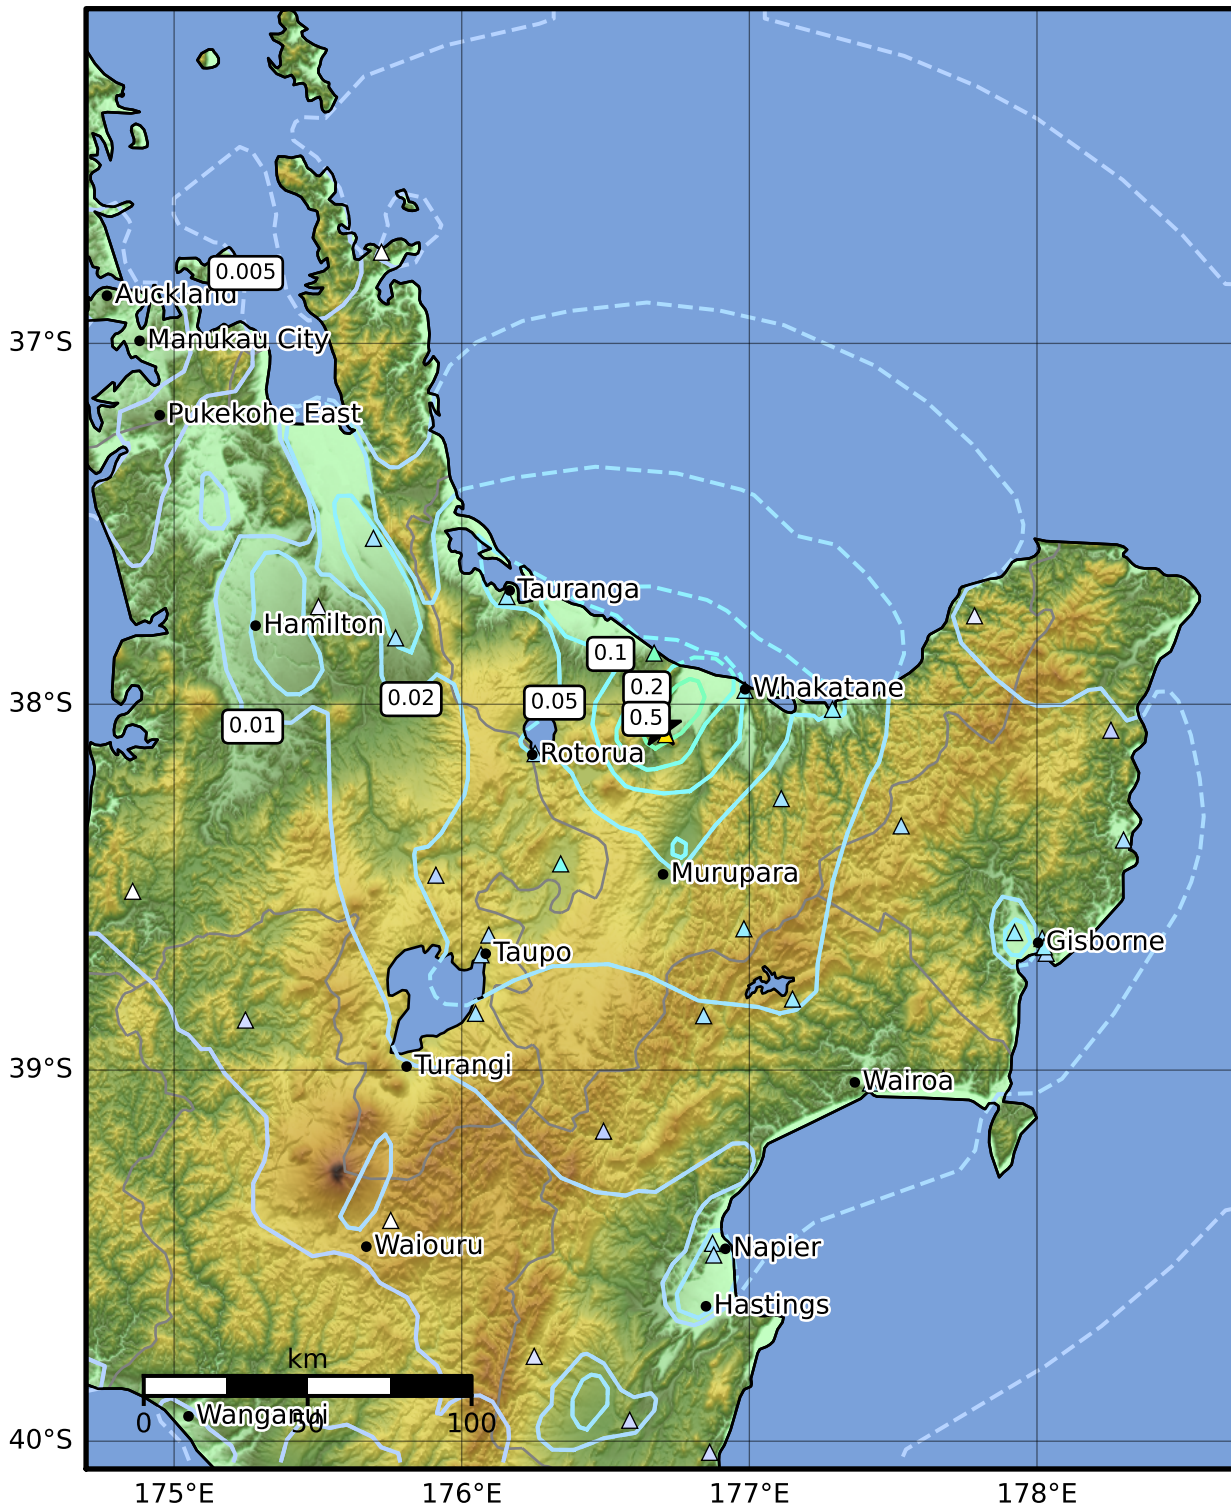 0.005
Auckland
37°S
Manukau City
Pukekohe East
Tauranga
Hamilton
0.1
0.2
Whakatane
0.02
0.05
0.5
38°S
0.01
Rotorua
Murupara
Gisborne
Taupo
39°S
Turangi
Wairoa
Waiouru
Napier
Hastings
km
0 50 100
Wanganui
40°S
175°E 176°E 177°E 178°E